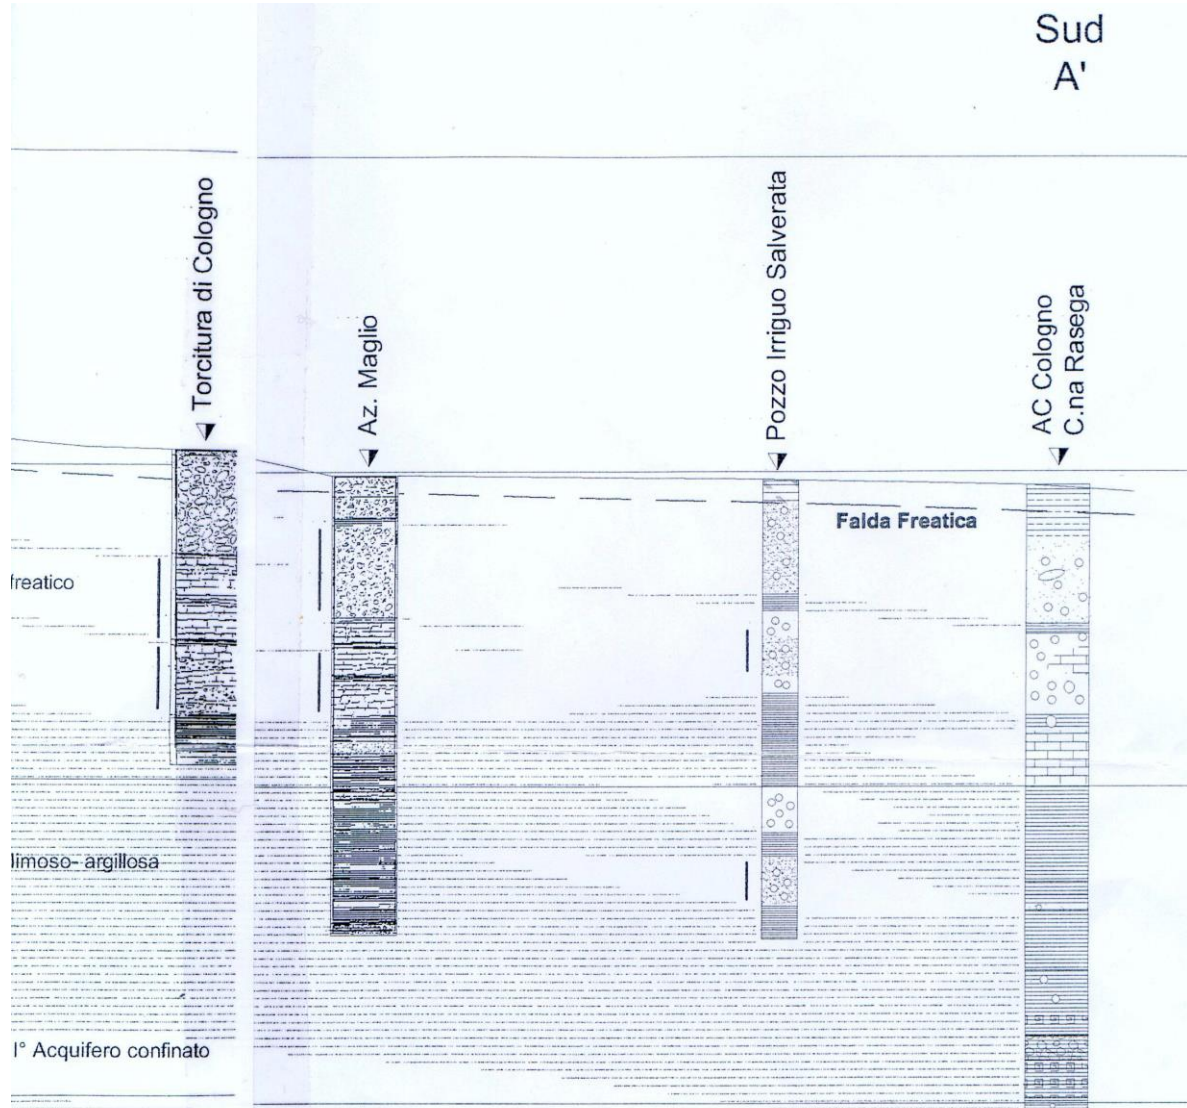 Sud
A'
Torcitura di Cologno
Az. Maglio
Pozzo Irriguo Salverata
AC Cologno
C.na Rasega
Falda Freatica
freatico
limoso- argillosa
I° Acquifero confinato